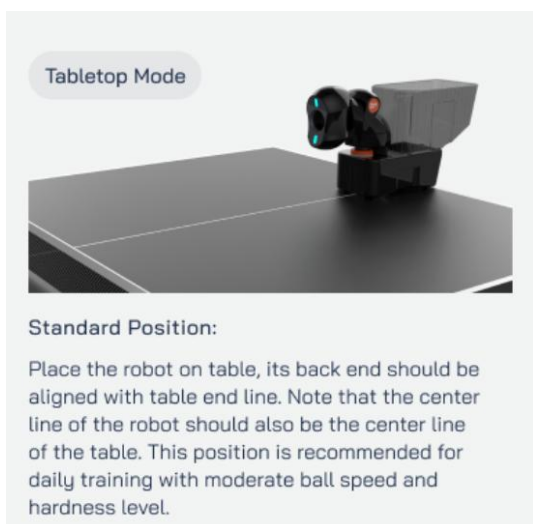 Tabletop Mode
Standard Position:
Place the robot on table, its back end should be
aligned with table end line. Note that the center
line of the robot should also be the center line
of the table. This position is recommended for
daily training with moderate ball speed and
hardness level.